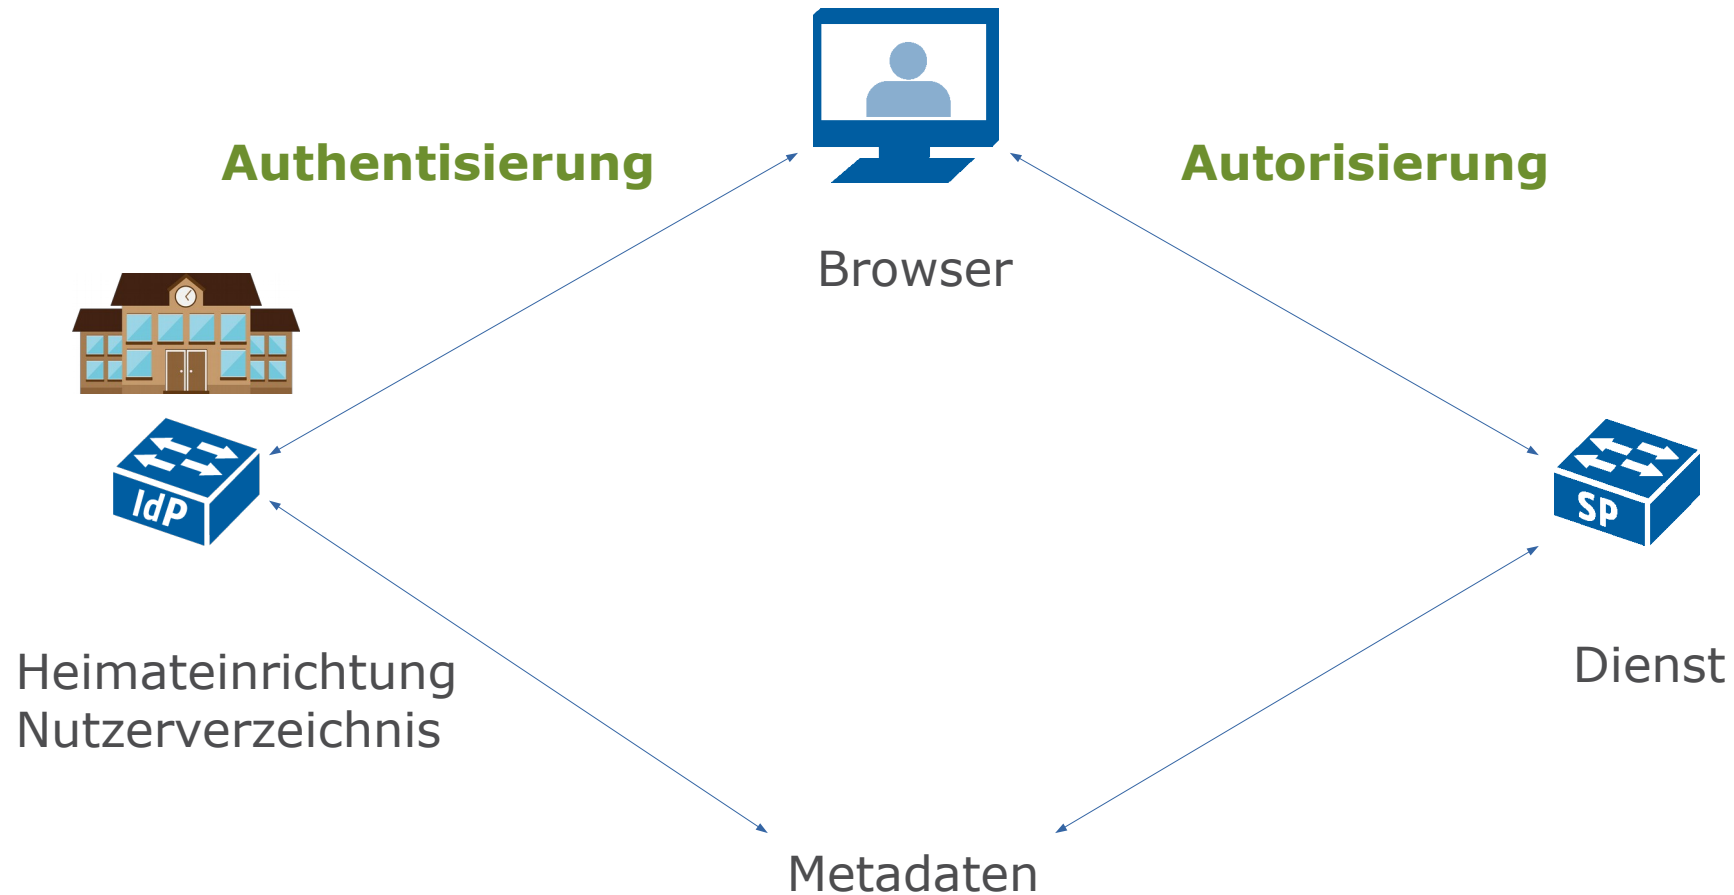 Authentisierung
Autorisierung
Browser
IdP
SP
Heimateinrichtung
Nutzerverzeichnis
Dienst
Metadaten